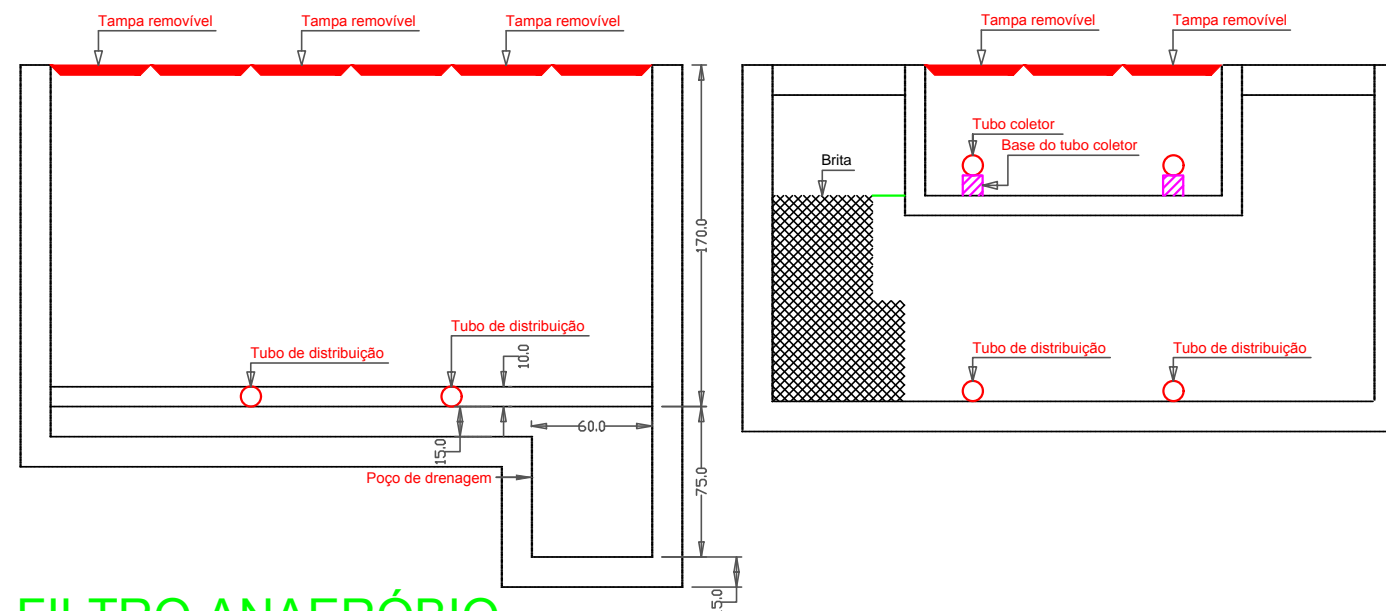 Tampa removível
Tampa removível
Tampa removível
Tampa removível
Tampa removível
Tubo coletor
Base do tubo coletor
Brita
170.0
Tubo de distribuição
Tubo de distribuição
10.0
Tubo de distribuição
Tubo de distribuição
60.0
15.0
Poço de drenagem
75.0
FILTRO ANAERÓBIO